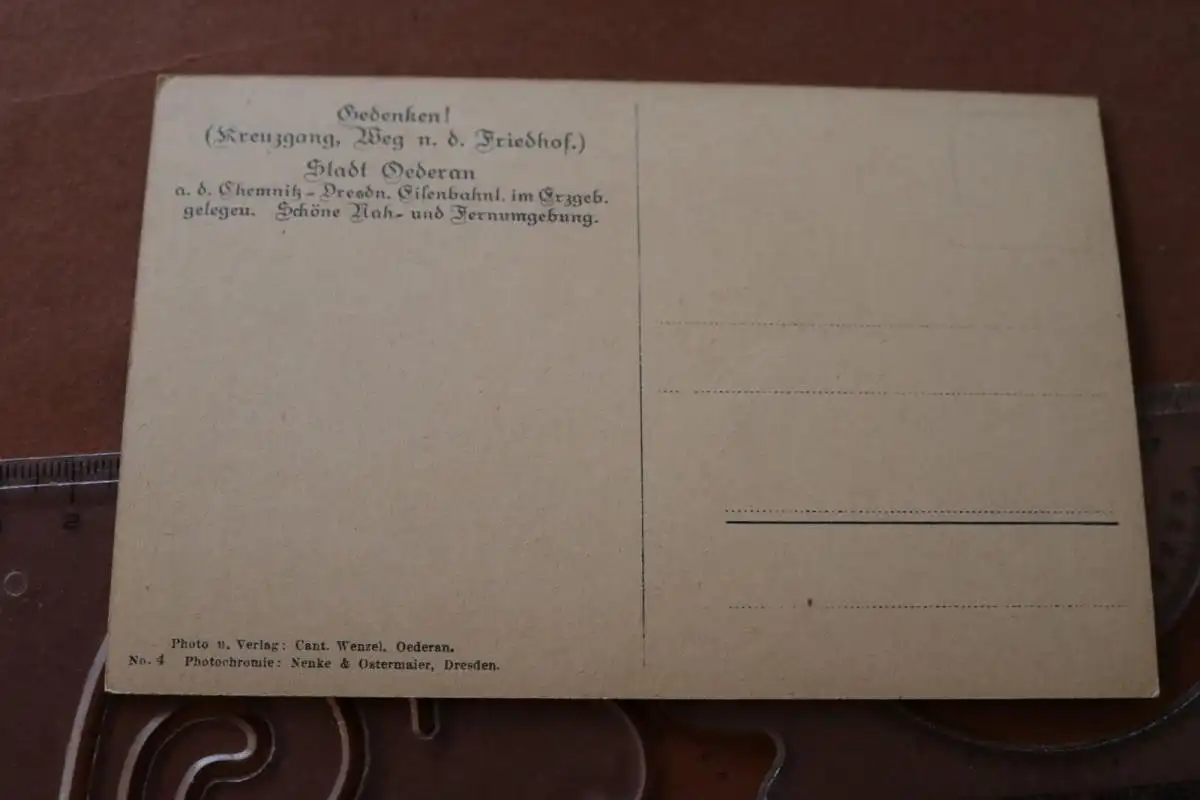 Gedenken!
(Kreuzgang, Weg n. d. Friedhof.)
Stadt Oederan
a. d. Chemnitz-Dresdn. Eisenbahnl. im Erzgeb.
gelegen. Schöne Nah- und Fernumgebung.
Photo u. Verlag: Cant. Wenzel, Oederan.
No. 4 Photochromie: Nenke & Ostermaier, Dresden.
2